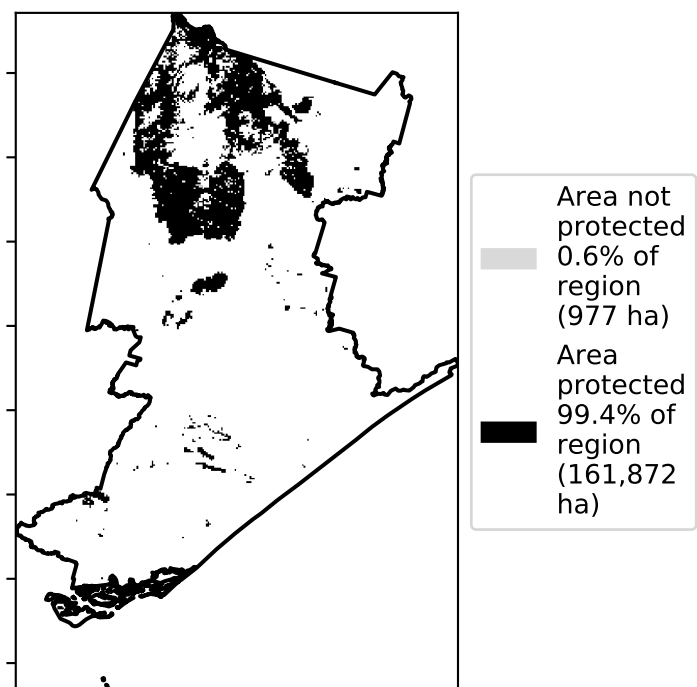 Area not
protected
0.6% of
region
(977 ha)
Area
protected
99.4% of
region
(161,872
ha)